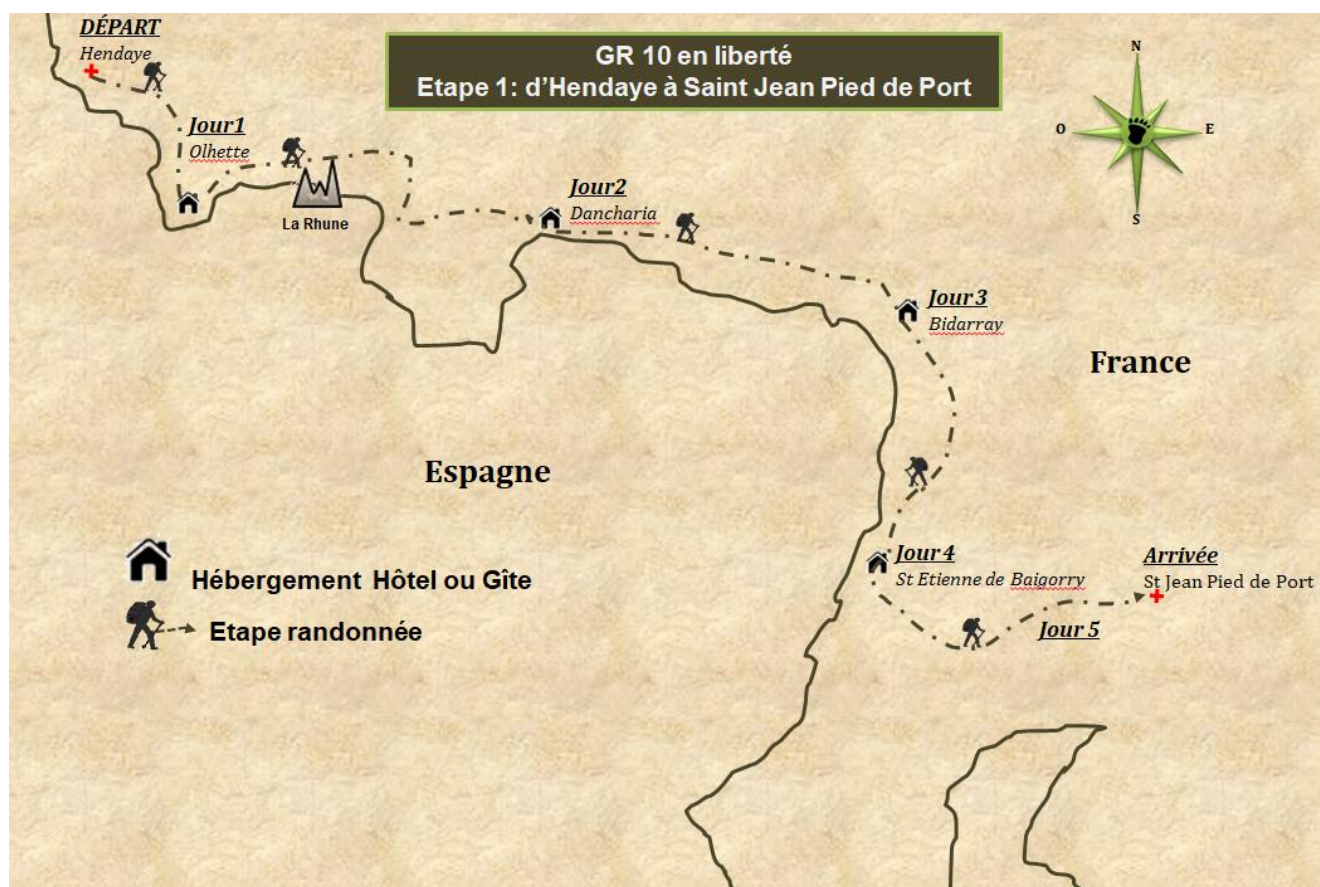 DÉPART
Hendaye
GR 10 en liberté
Etape 1: d'Hendaye à Saint Jean Pied de Port
N
O
E
S
Jour1
Olhette
La Rhune
Jour2
Dancharia
Jour 3
Bidarray
France
Espagne
Jour 4
St Etienne de Baigorry
Arrivée
St Jean Pied de Port
Jour 5
Hébergement Hôtel ou Gîte
Etape randonnée